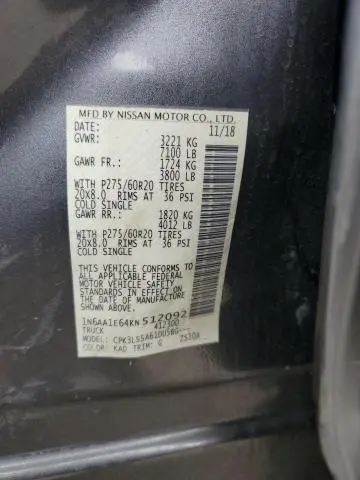 MFD BY NISSAN MOTOR CO., LTD.
DATE: 11/18
GVWR: 3221 KG
7100 LB
GAWR FR: 1724 KG
3800 LB
WITH P275/60R20 TIRES
20X8.0 RIMS AT 36 PSI
COLD SINGLE
GAWR RR: 1820 KG
4012 LB
WITH P275/60R20 TIRES
20X8.0 RIMS AT 36 PSI
COLD SINGLE
THIS VEHICLE CONFORMS TO
ALL APPLICABLE FEDERAL
MOTOR VEHICLE SAFETY
STANDARDS IN EFFECT ON
THE DATE OF MANUFACTURE
SHOWN ABOVE.
1N6AA1E64KN512092
TRUCK 412300
MODEL:
COLOR: KAD TRIM: G